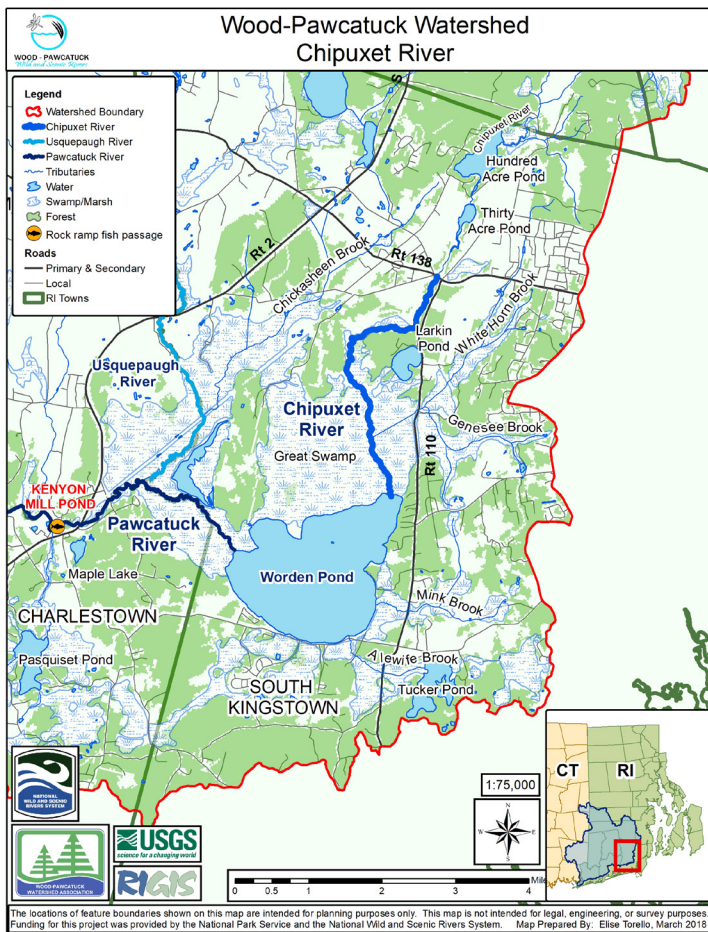 WOOD - PAWCATUCK
Wild and Scenic Rivers
Wood-Pawcatuck Watershed
Chipuxet River
Legend
Watershed Boundary
Chipuxet River
Usquepaugh River
Pawcatuck River
Tributaries
Water
Swamp/Marsh
Forest
Rock ramp fish passage
Roads
Primary & Secondary
Local
RI Towns
S
Chipuxet River
Hundred
Acre Pond
Thirty
Acre Pond
Rt 2
Rt 138
Chickasheen Brook
White Horn Brook
Larkin
Pond
Usquepaugh
River
Chipuxet
River
Genesee Brook
Great Swamp
Rt 110
KENYON
MILL POND
Pawcatuck
River
Maple Lake
Worden Pond
Mink Brook
CHARLESTOWN
Pasquiset Pond
Alewife Brook
SOUTH
KINGSTOWN
Tucker Pond
NATIONAL
WILD AND SCENIC
RIVERS SYSTEM
1:75,000
N
W
E
S
CT
RI
WOOD-PAWCATUCK
WATERSHED ASSOCIATION
USGS
science for a changing world
RIGIS
0 0.5 1 2 3 4
Mile
The locations of feature boundaries shown on this map are intended for planning purposes only. This map is not intended for legal, engineering, or survey purposes.
Funding for this project was provided by the National Park Service and the National Wild and Scenic Rivers System. Map Prepared By: Elise Torello, March 2018